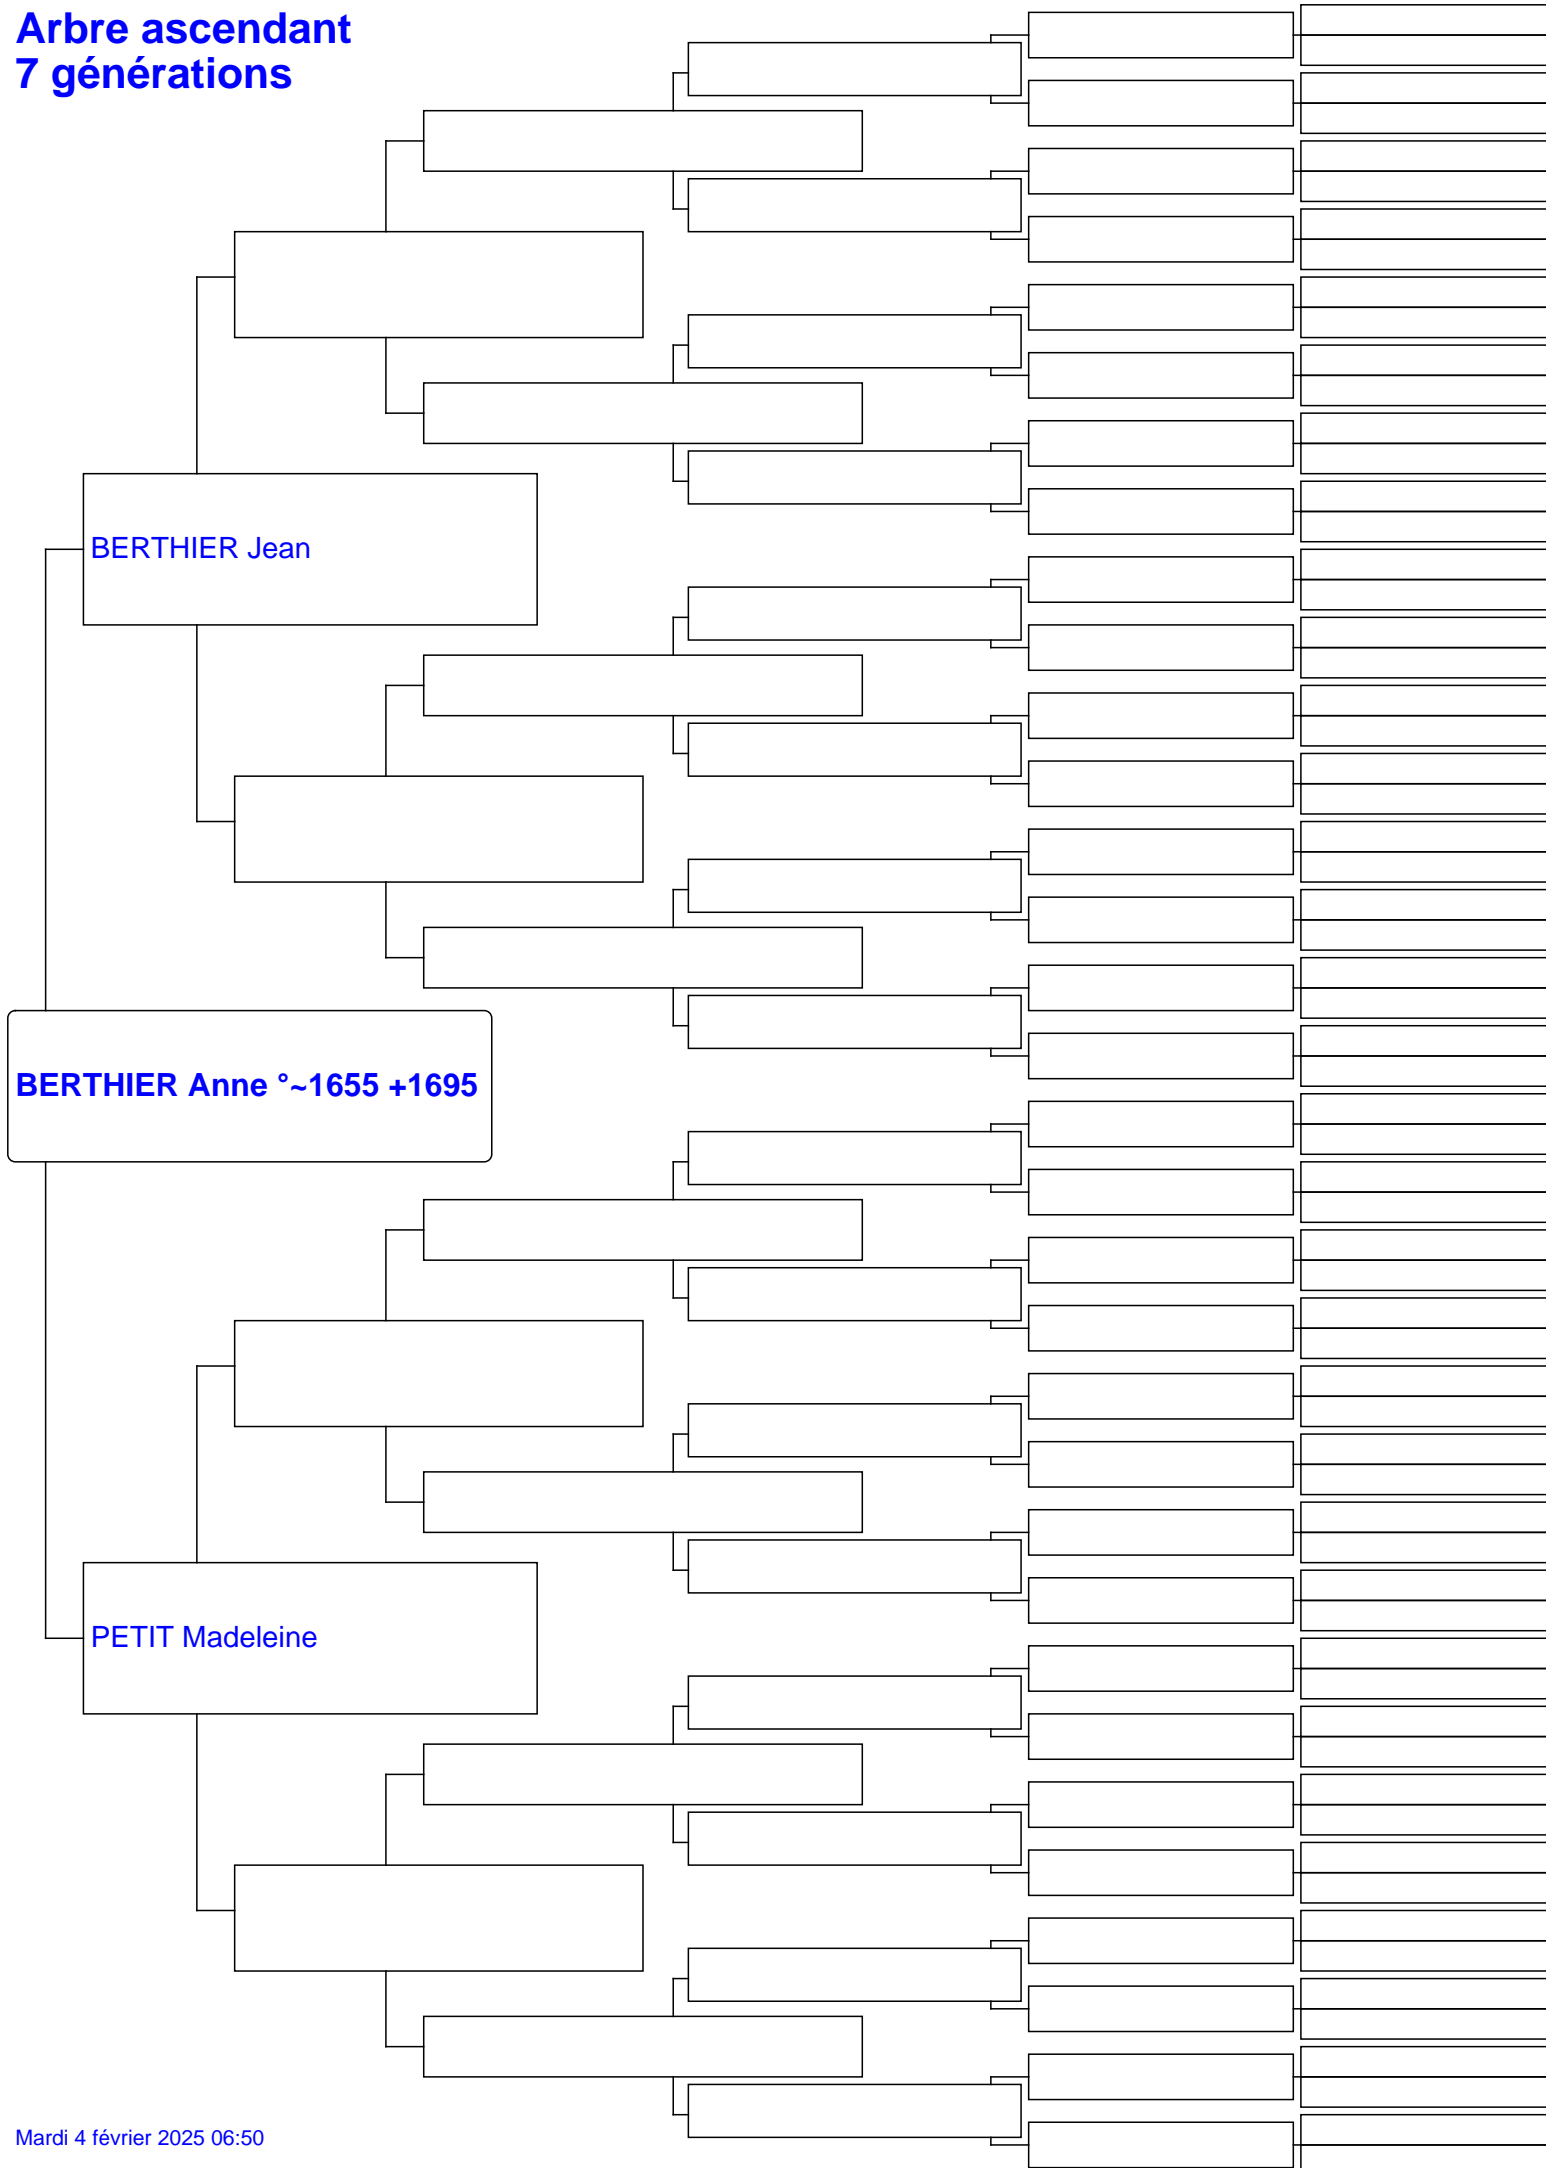 Arbre ascendant
7 générations
BERTHIER Jean
BERTHIER Anne °~1655 +1695
PETIT Madeleine
Mardi 4 février 2025 06:50